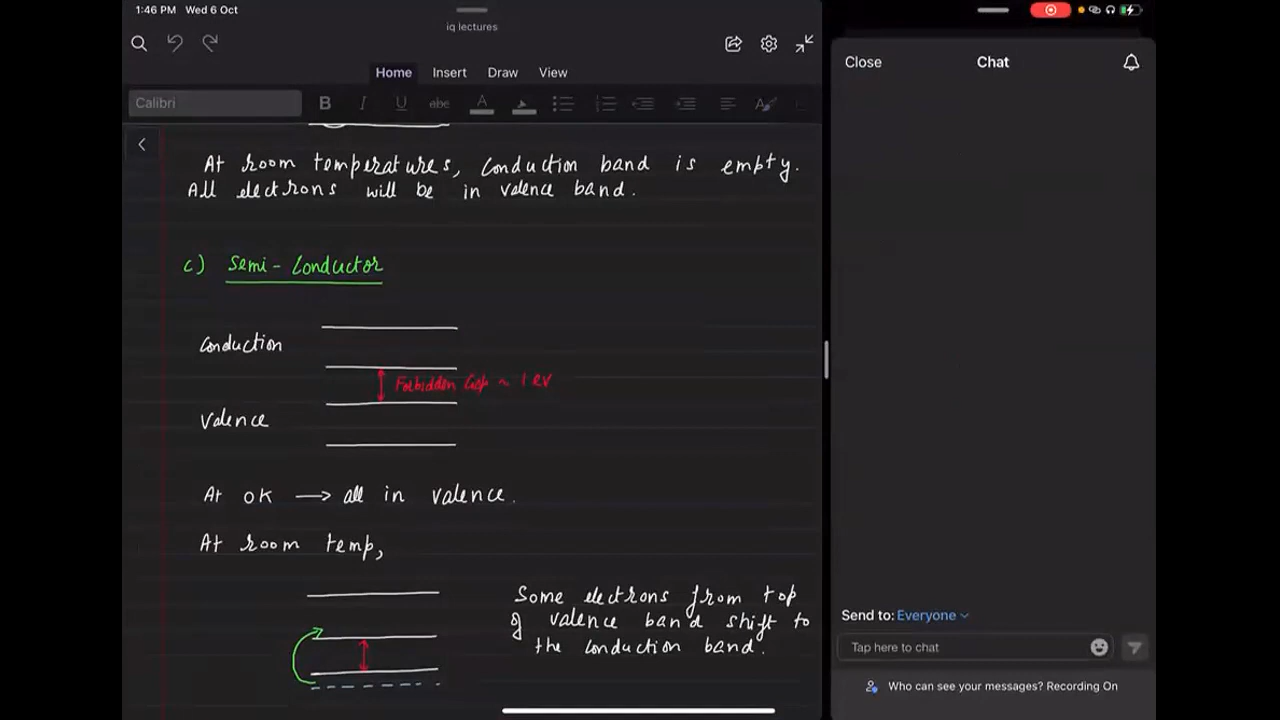 1:46 PM Wed 6 Oct
iq lectures
Home Insert Draw View
Calibri
B I U abc A
At room temperatures, Conduction band is empty.
All electrons will be in valence band.
c) Semi-Conductor
Conduction
Forbidden Gap ~ 1 eV
Valence
At 0K → all in valence.
At room temp,
Some electrons from top
of valence band shift to
the conduction band.
Close Chat
Send to: Everyone
Tap here to chat
Who can see your messages? Recording On